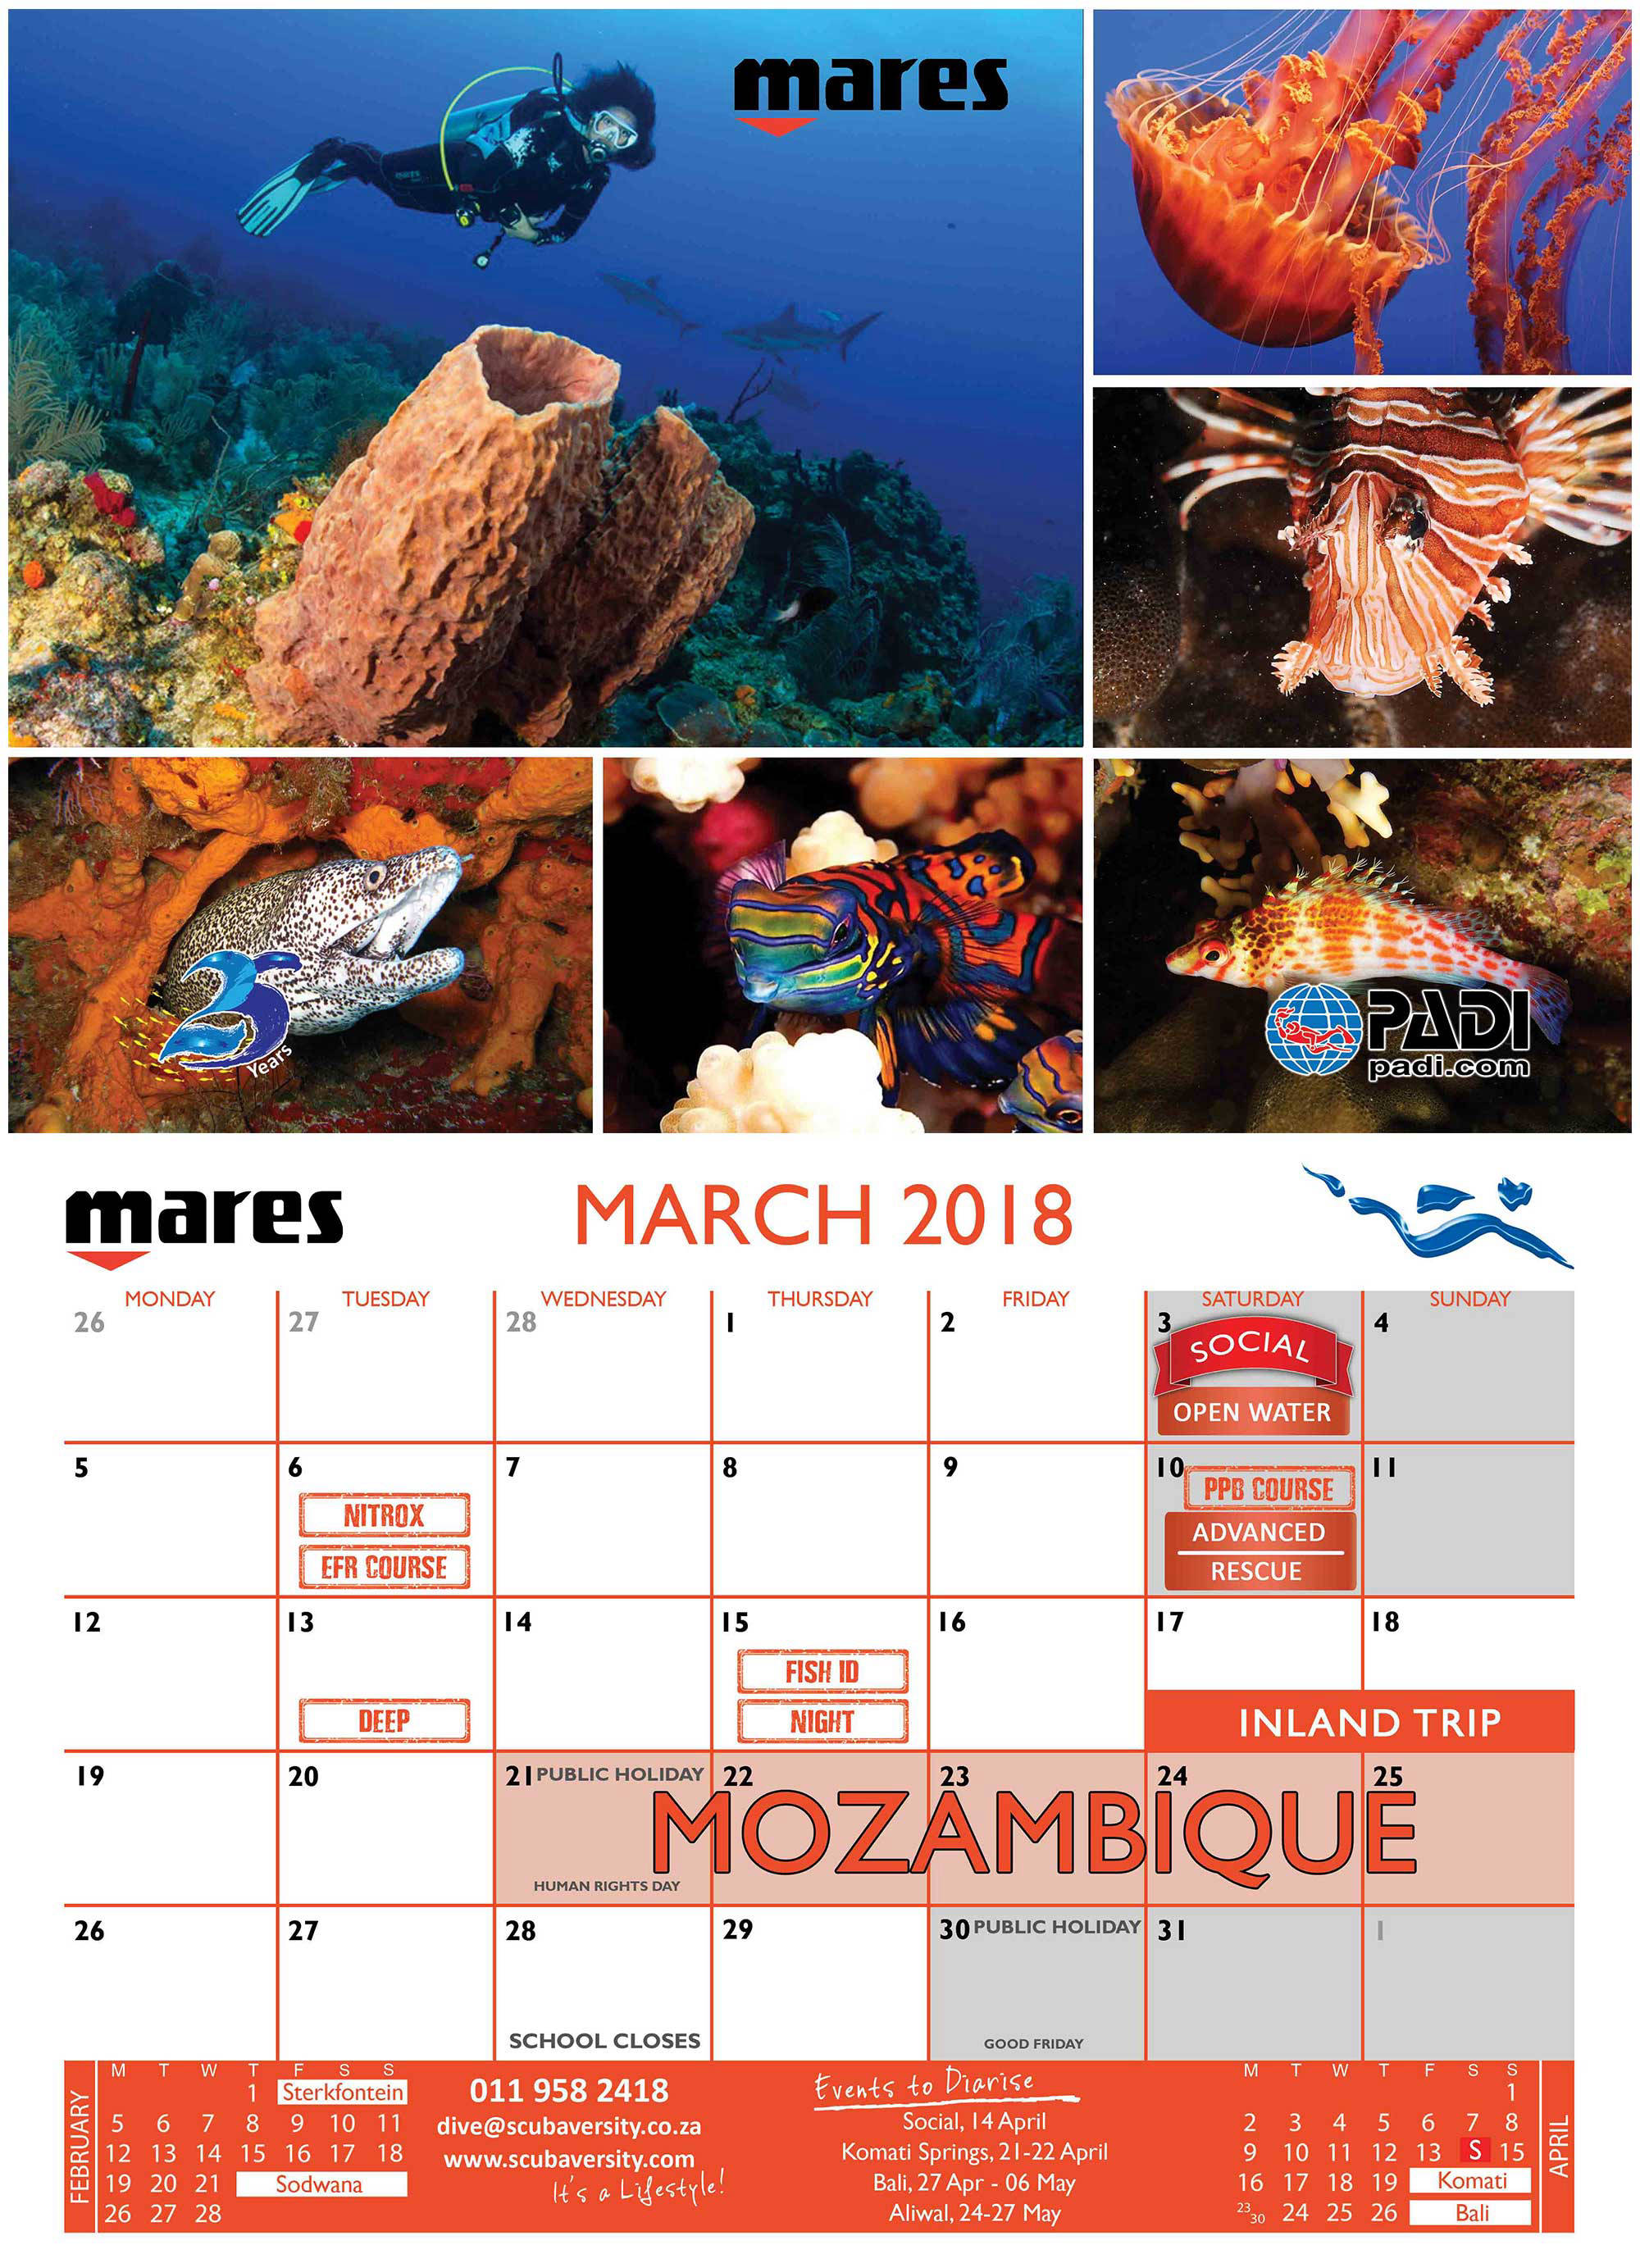 mares
MARES
25 Years
PADI
padi.com
mares
MARCH 2018
MONDAY TUESDAY WEDNESDAY THURSDAY FRIDAY SATURDAY SUNDAY
26 27 28 1 2 3 4
SOCIAL
OPEN WATER
5 6 7 8 9 10 11
NITROX
EFR COURSE
PPB COURSE
ADVANCED
RESCUE
12 13 14 15 16 17 18
FISH ID
DEEP
NIGHT
INLAND TRIP
19 20 21 PUBLIC HOLIDAY 22 23 24 25
MOZAMBIQUE
HUMAN RIGHTS DAY
26 27 28 29 30 PUBLIC HOLIDAY 31 1
SCHOOL CLOSES
GOOD FRIDAY
FEBRUARY
M T W T F S S
1 Sterkfontein
5 6 7 8 9 10 11
12 13 14 15 16 17 18
19 20 21 Sodwana
26 27 28
011 958 2418
dive@scubaversity.co.za
www.scubaversity.com
It's a Lifestyle!
Events to Diarise
Social, 14 April
Komati Springs, 21-22 April
Bali, 27 Apr - 06 May
Aliwal, 24-27 May
M T W T F S S
1
2 3 4 5 6 7 8
9 10 11 12 13 S 15
16 17 18 19 Komati
23 30 24 25 26 Bali
APRIL